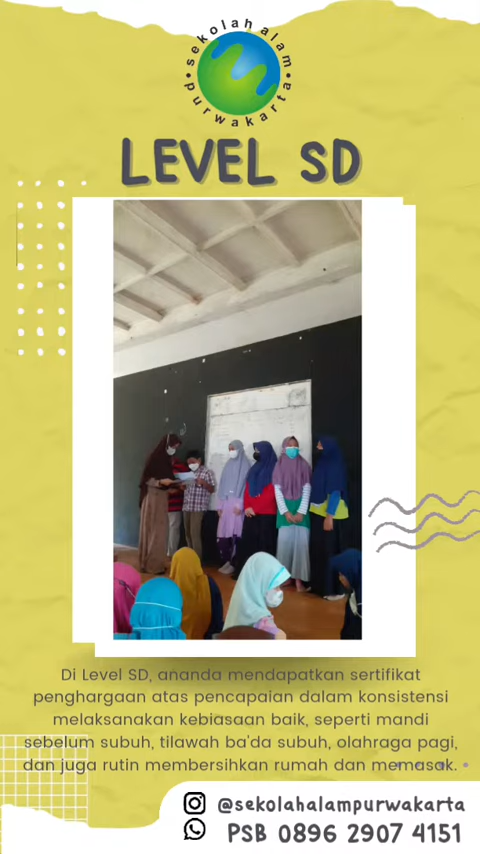 sekolah alam
purwakarta
LEVEL SD
Di Level SD, ananda mendapatkan sertifikat
penghargaan atas pencapaian dalam konsistensi
melaksanakan kebiasaan baik, seperti mandi
sebelum subuh, tilawah ba'da subuh, olahraga pagi,
dan juga rutin membersihkan rumah dan memasak.
@sekolahalampurwakarta
PSB 0896 2907 4151